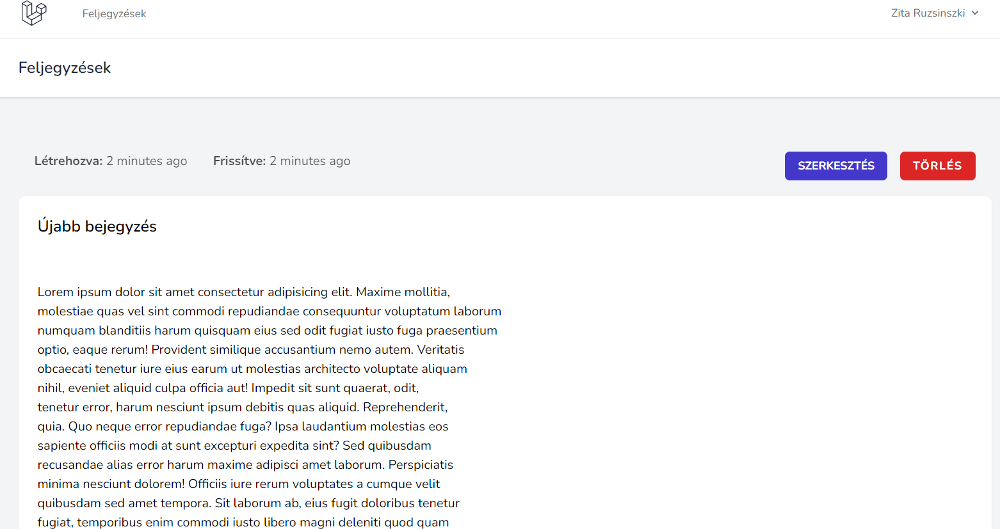 Feljegyzések
Zita Ruzsinszki
Feljegyzések
Létrehozva: 2 minutes ago
Frissítve: 2 minutes ago
SZERKESZTÉS
TÖRLÉS
Újabb bejegyzés
Lorem ipsum dolor sit amet consectetur adipisicing elit. Maxime mollitia,
molestiae quas vel sint commodi repudiandae consequuntur voluptatum laborum
numquam blanditiis harum quisquam eius sed odit fugiat iusto fuga praesentium
optio, eaque rerum! Provident similique accusantium nemo autem. Veritatis
obcaecati tenetur iure eius earum ut molestias architecto voluptate aliquam
nihil, eveniet aliquid culpa officia aut! Impedit sit sunt quaerat, odit,
tenetur error, harum nesciunt ipsum debitis quas aliquid. Reprehenderit,
quia. Quo neque error repudiandae fuga? Ipsa laudantium molestias eos
sapiente officiis modi at sunt excepturi expedita sint? Sed quibusdam
recusandae alias error harum maxime adipisci amet laborum. Perspiciatis
minima nesciunt dolorem! Officiis iure rerum voluptates a cumque velit
quibusdam sed amet tempora. Sit laborum ab, eius fugit doloribus tenetur
fugiat, temporibus enim commodi iusto libero magni deleniti quod quam